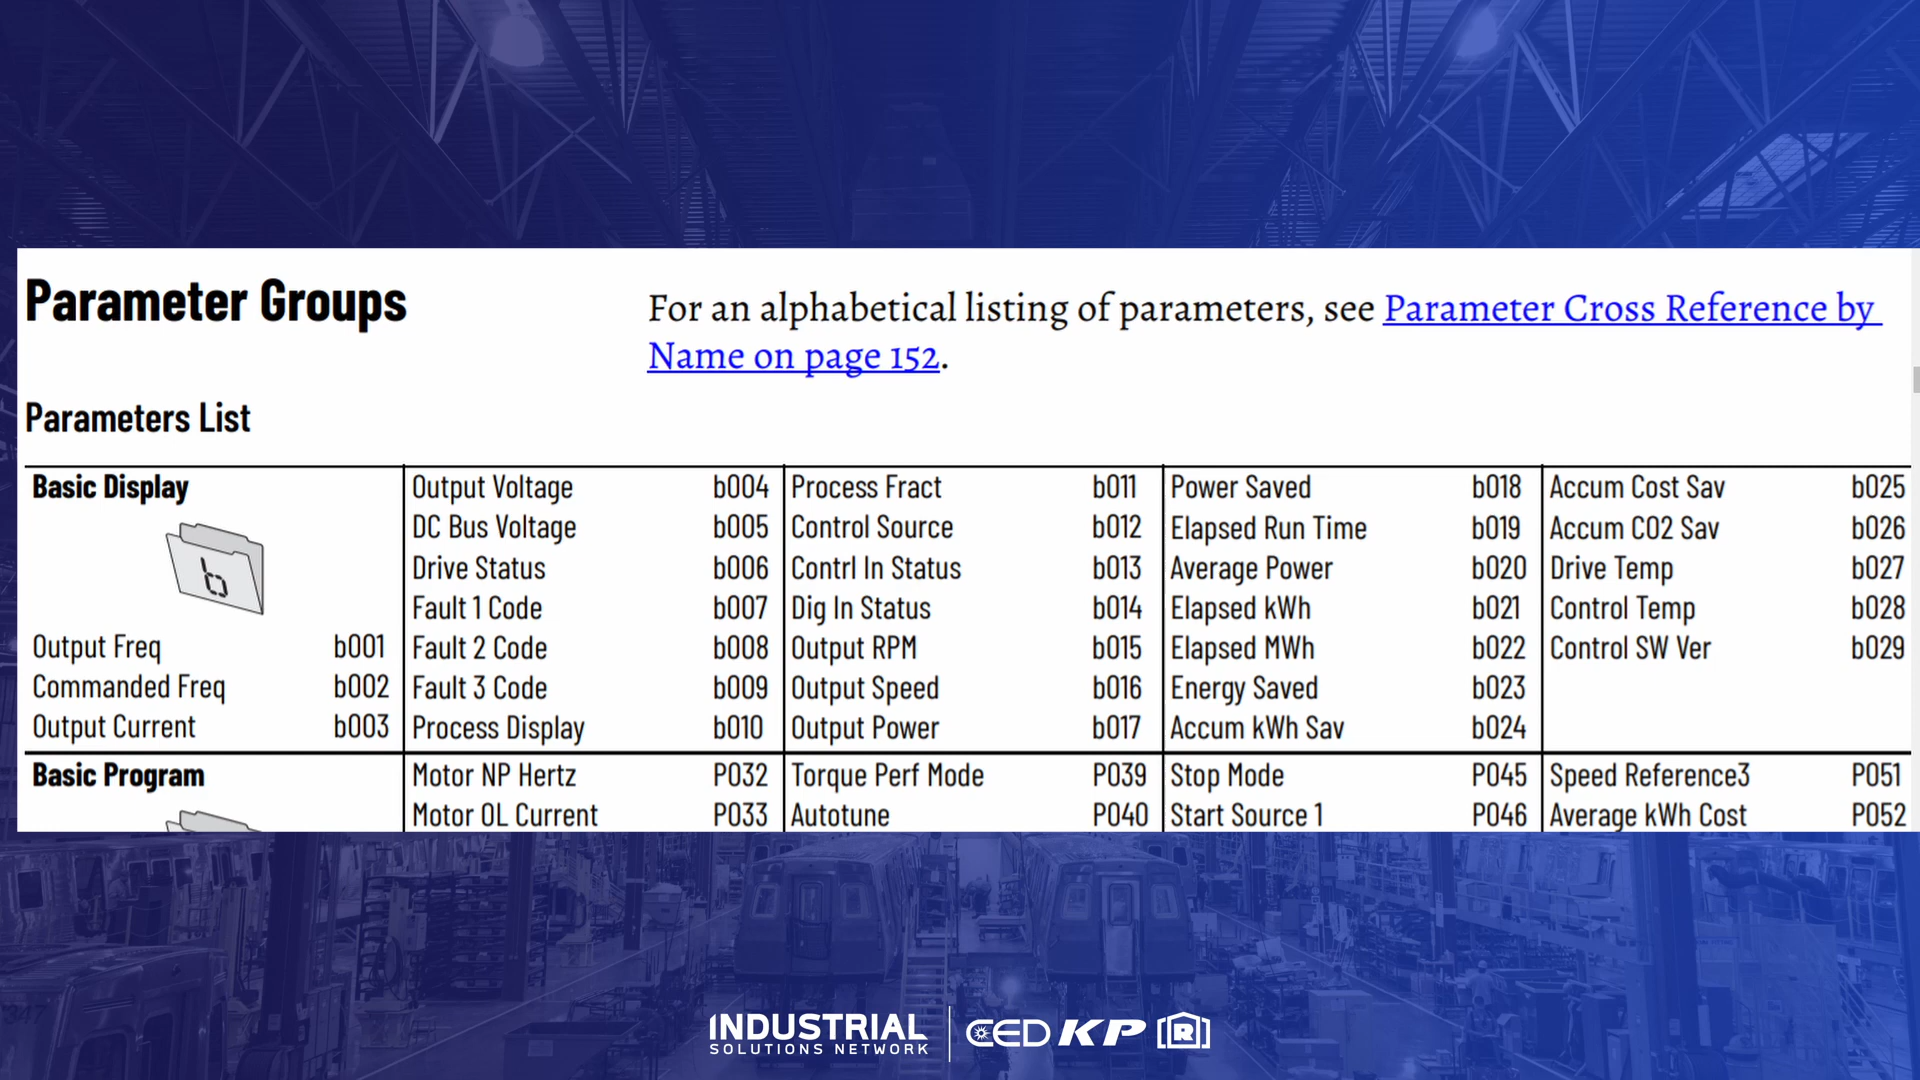 Parameter Groups
For an alphabetical listing of parameters, see Parameter Cross Reference by
Name on page 152.
Parameters List
Basic Display
b
Output Freq b001
Commanded Freq b002
Output Current b003
Output Voltage b004
DC Bus Voltage b005
Drive Status b006
Fault 1 Code b007
Fault 2 Code b008
Fault 3 Code b009
Process Display b010
Process Fract b011
Control Source b012
Contrl In Status b013
Dig In Status b014
Output RPM b015
Output Speed b016
Output Power b017
Power Saved b018
Elapsed Run Time b019
Average Power b020
Elapsed kWh b021
Elapsed MWh b022
Energy Saved b023
Accum kWh Sav b024
Accum Cost Sav b025
Accum CO2 Sav b026
Drive Temp b027
Control Temp b028
Control SW Ver b029
Basic Program
Motor NP Hertz P032
Motor OL Current P033
Torque Perf Mode P039
Autotune P040
Stop Mode P045
Start Source 1 P046
Speed Reference3 P051
Average kWh Cost P052
INDUSTRIAL
SOLUTIONS NETWORK
CED KP R